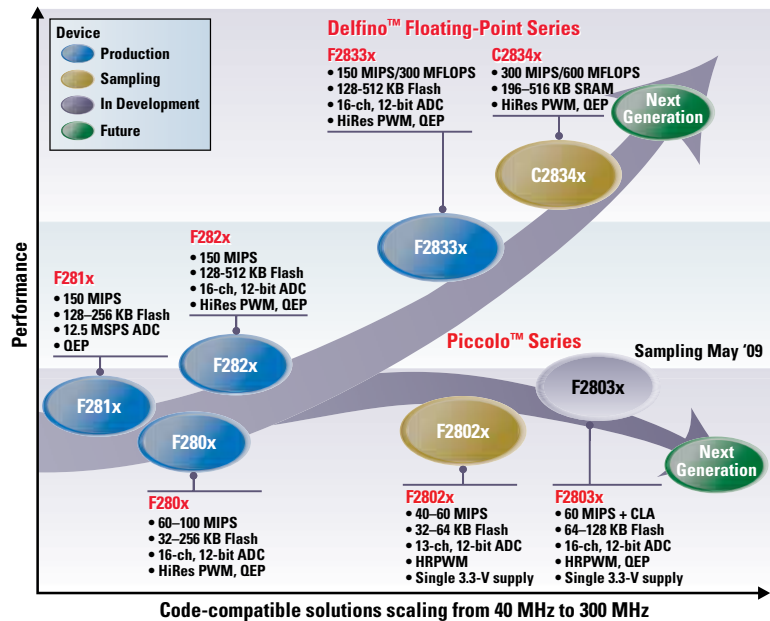 Device
Production
Sampling
In Development
Future
Delfino™ Floating-Point Series
F2833x
• 150 MIPS/300 MFLOPS
• 128-512 KB Flash
• 16-ch, 12-bit ADC
• HiRes PWM, QEP
C2834x
• 300 MIPS/600 MFLOPS
• 196–516 KB SRAM
• HiRes PWM, QEP
Next
Generation
C2834x
F2833x
F282x
• 150 MIPS
• 128-512 KB Flash
• 16-ch, 12-bit ADC
• HiRes PWM, QEP
F281x
• 150 MIPS
• 128–256 KB Flash
• 12.5 MSPS ADC
• QEP
Piccolo™ Series
Sampling May ‘09
F282x
F2803x
F281x
F280x
F2802x
Next
Generation
F280x
• 60–100 MIPS
• 32–256 KB Flash
• 16-ch, 12-bit ADC
• HiRes PWM, QEP
F2802x
• 40–60 MIPS
• 32–64 KB Flash
• 13-ch, 12-bit ADC
• HRPWM
• Single 3.3-V supply
F2803x
• 60 MIPS + CLA
• 64–128 KB Flash
• 16-ch, 12-bit ADC
• HRPWM, QEP
• Single 3.3-V supply
Performance
Code-compatible solutions scaling from 40 MHz to 300 MHz